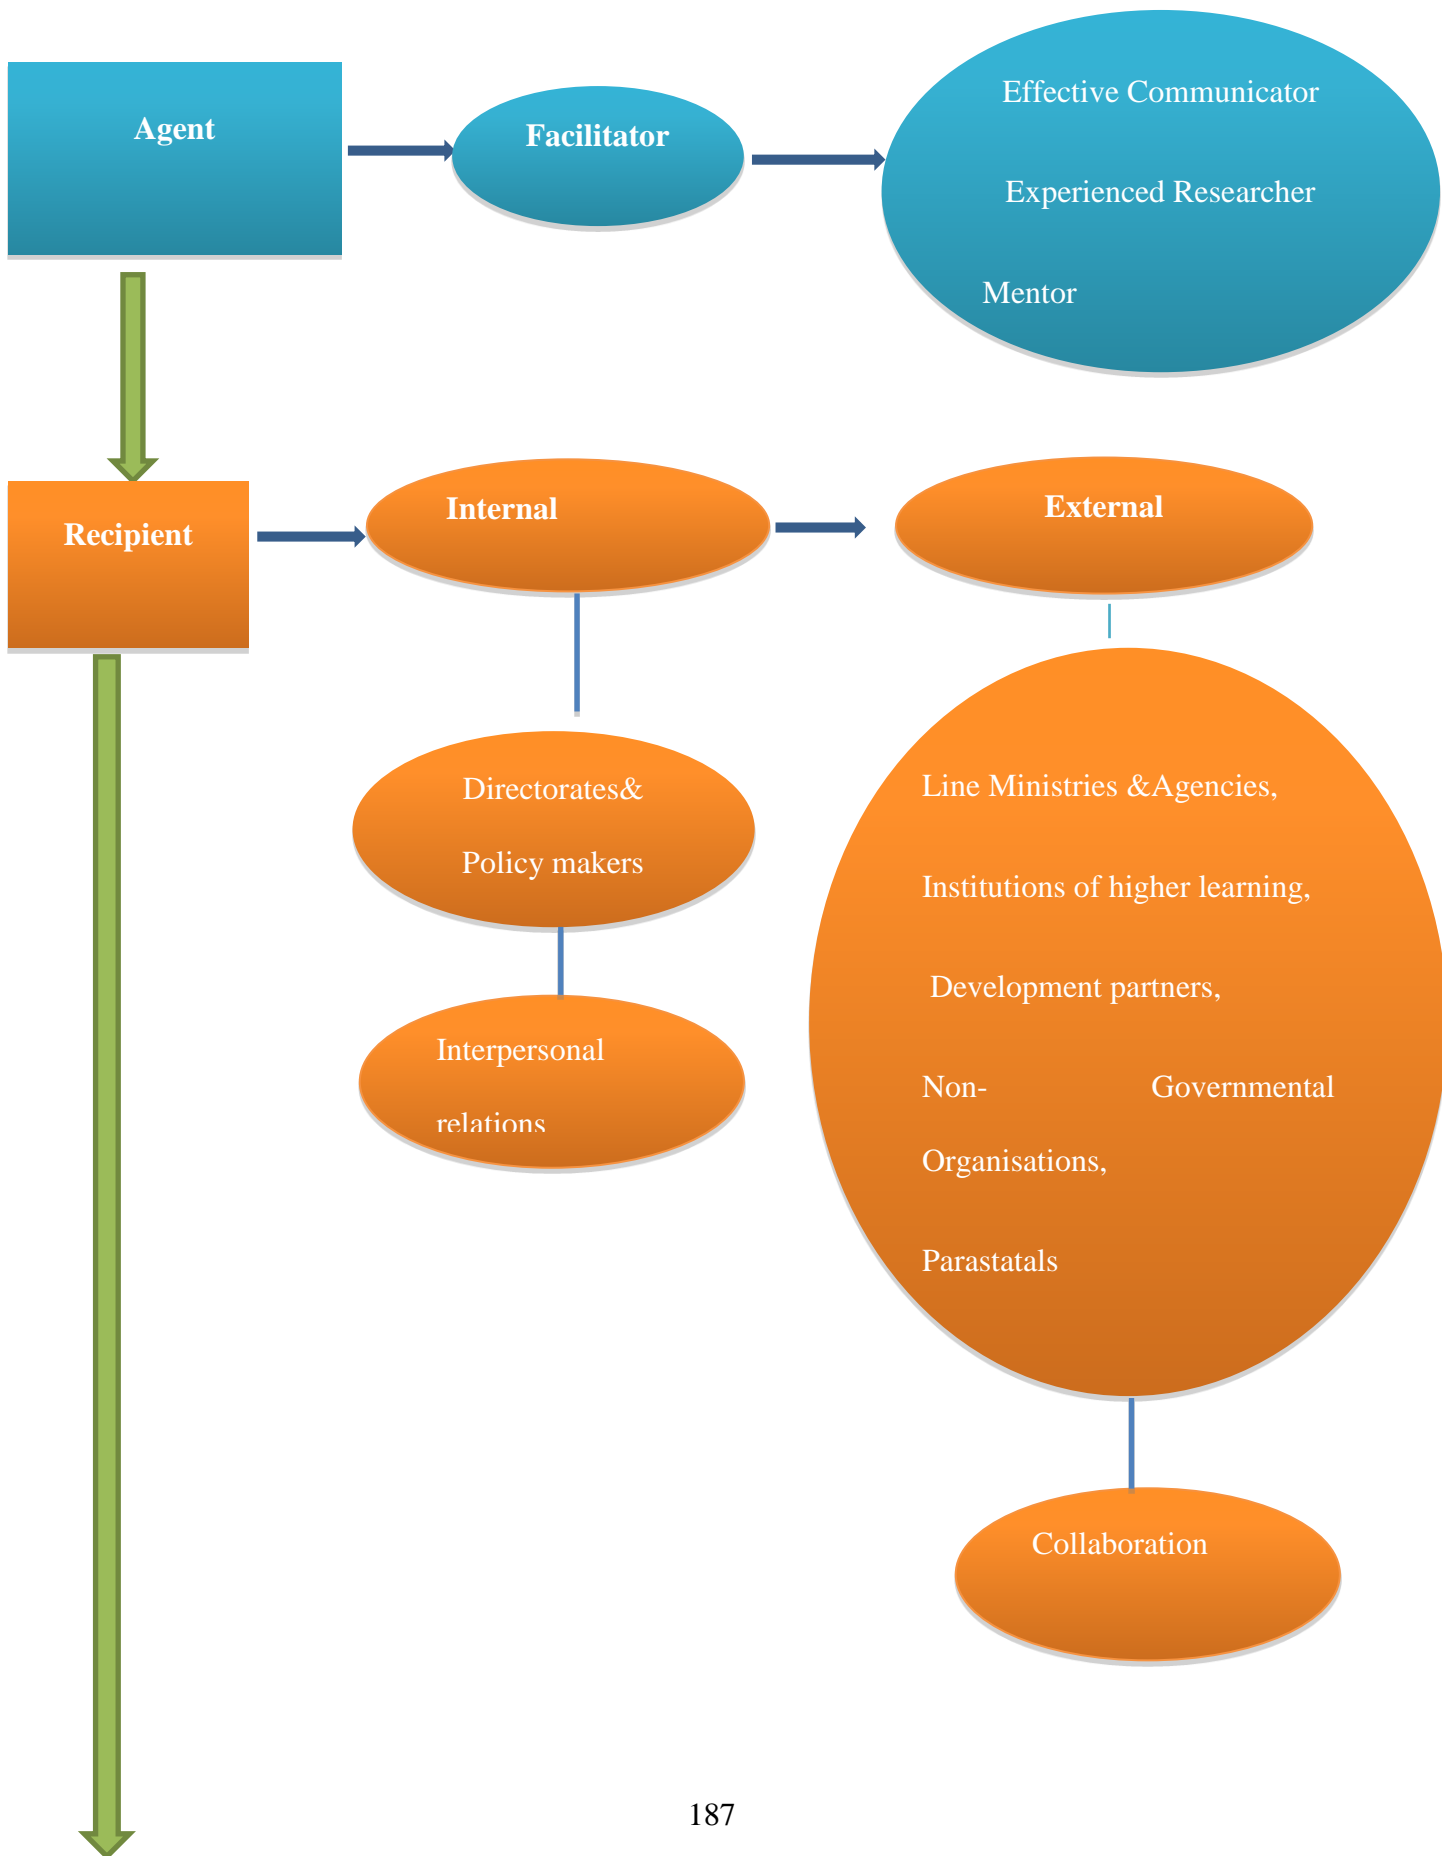 Agent
Facilitator
Effective Communicator
Experienced Researcher
Mentor
Recipient
Internal
External
Directorates&
Policy makers
Interpersonal
relations
Line Ministries &Agencies,
Institutions of higher learning,
Development partners,
Non- Governmental
Organisations,
Parastatals
Collaboration
187